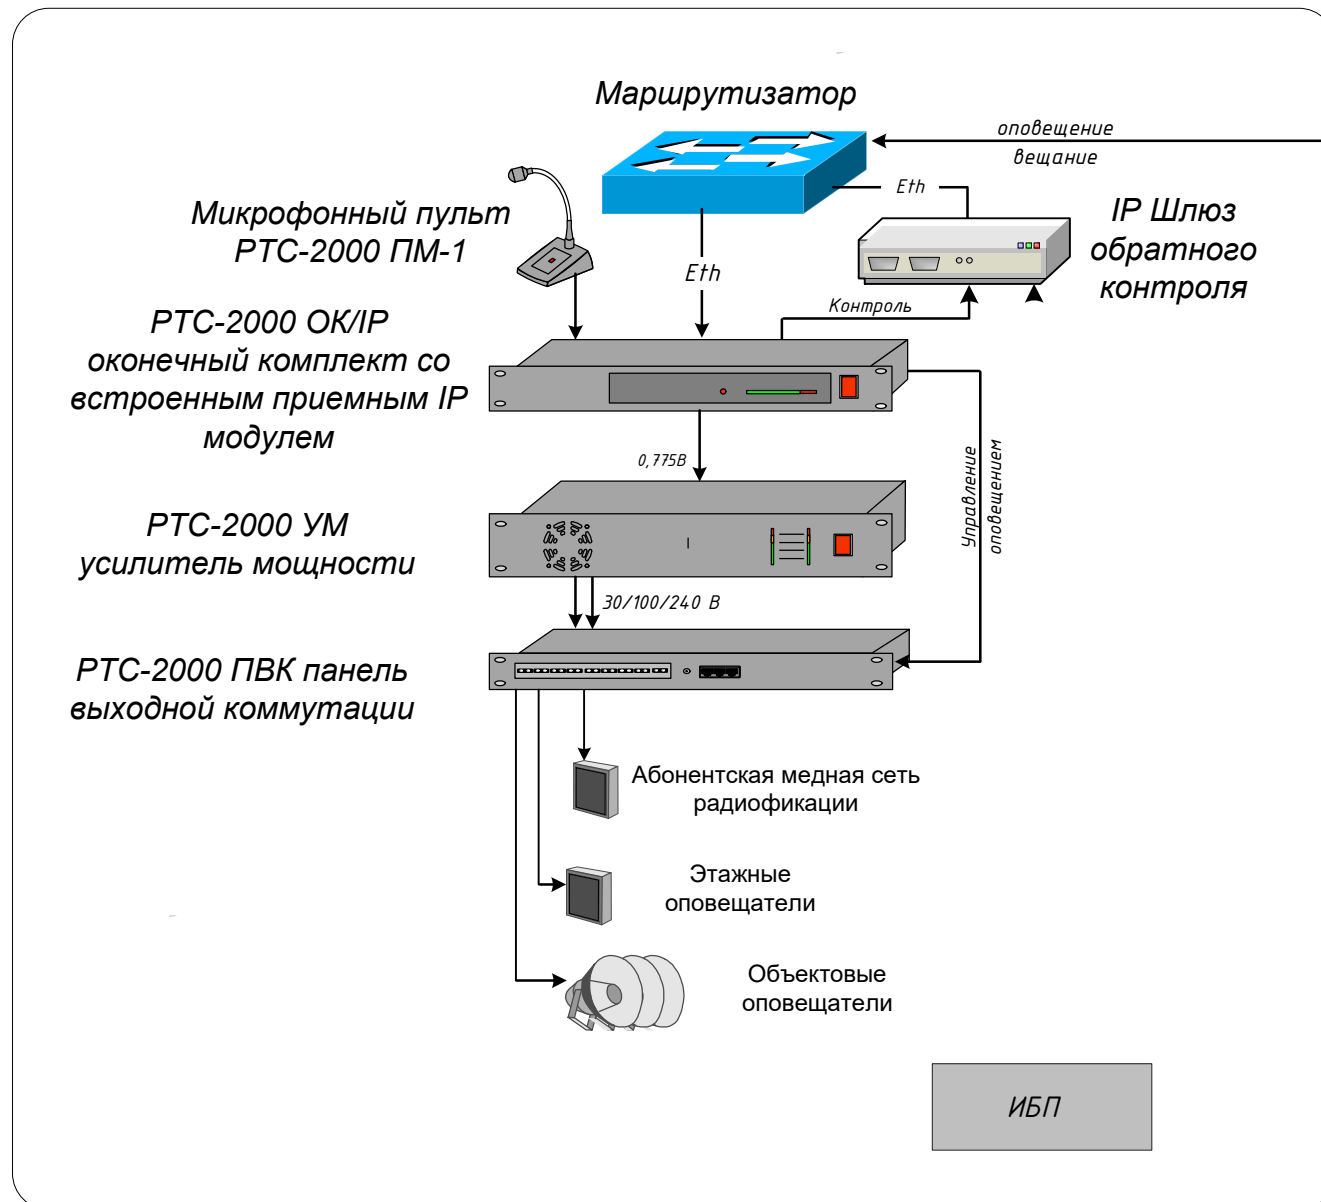 Маршрутизатор
оповещение
вещание
Eth
Микрофонный пульт
РТС-2000 ПМ-1
IP Шлюз
обратного
контроля
Eth
Контроль
РТС-2000 ОК/IP
оконечный комплект со
встроенным приемным IP
модулем
0,775В
Управление
оповещением
РТС-2000 УМ
усилитель мощности
30/100/240 В
РТС-2000 ПВК панель
выходной коммутации
Абонентская медная сеть
радиофикации
Этажные
оповещатели
Объектовые
оповещатели
ИБП